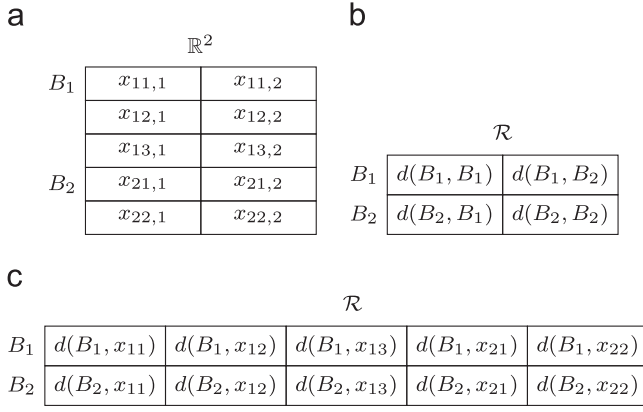 a
ℝ²
B₁ x₁₁,₁ x₁₁,₂
x₁₂,₁ x₁₂,₂
x₁₃,₁ x₁₃,₂
B₂ x₂₁,₁ x₂₁,₂
x₂₂,₁ x₂₂,₂
b
ℛ
B₁ d(B₁, B₁) d(B₁, B₂)
B₂ d(B₂, B₁) d(B₂, B₂)
c
ℛ
B₁ d(B₁, x₁₁) d(B₁, x₁₂) d(B₁, x₁₃) d(B₁, x₂₁) d(B₁, x₂₂)
B₂ d(B₂, x₁₁) d(B₂, x₁₂) d(B₂, x₁₃) d(B₂, x₂₁) d(B₂, x₂₂)